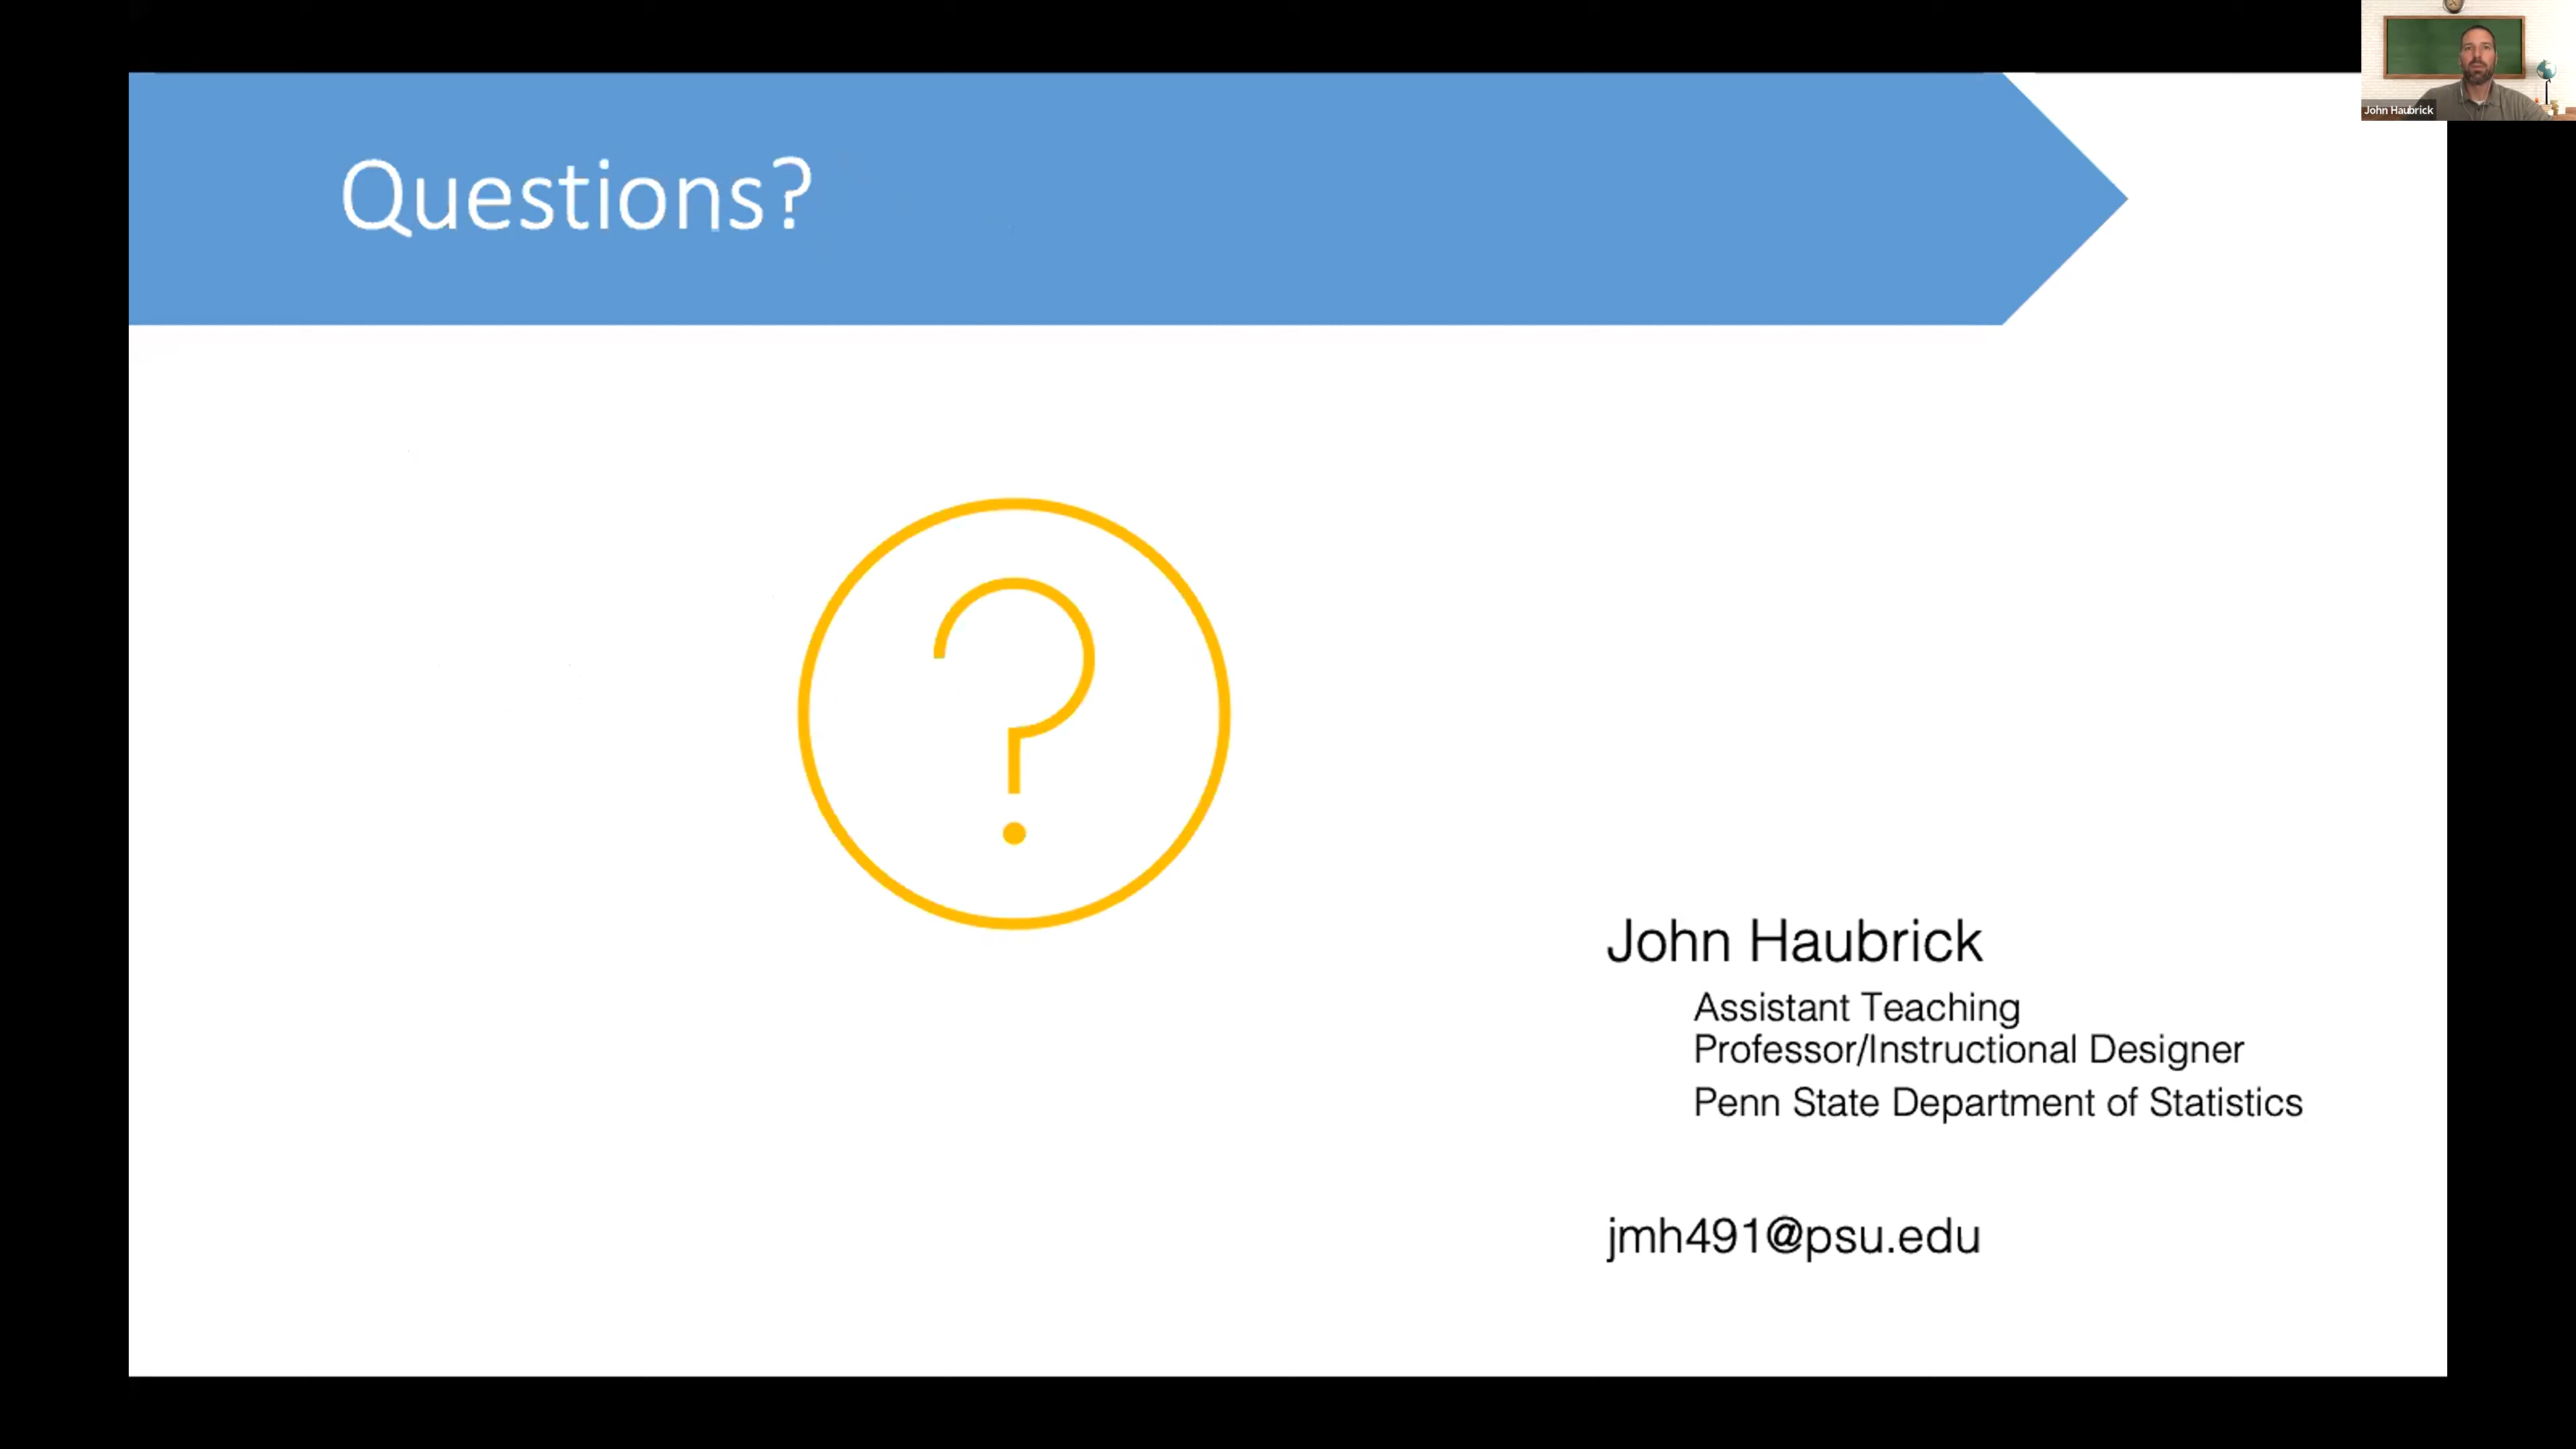 Questions?
John Haubrick
?
John Haubrick
Assistant Teaching
Professor/Instructional Designer
Penn State Department of Statistics
jmh491@psu.edu